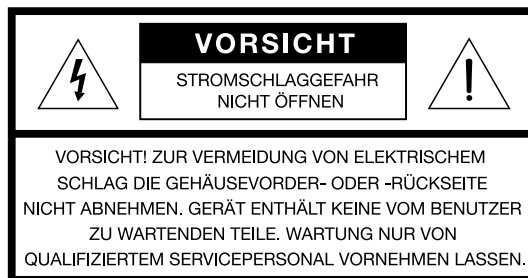 VORSICHT
STROMSCHLAGGEFAHR
NICHT ÖFFNEN
VORSICHT! ZUR VERMEIDUNG VON ELEKTRISCHEM
SCHLAG DIE GEHÄUSEVORDER- ODER -RÜCKSEITE
NICHT ABNEHMEN. GERÄT ENTHÄLT KEINE VOM BENUTZER
ZU WARTENDEN TEILE. WARTUNG NUR VON
QUALIFIZIERTEM SERVICEPERSONAL VORNEHMEN LASSEN.